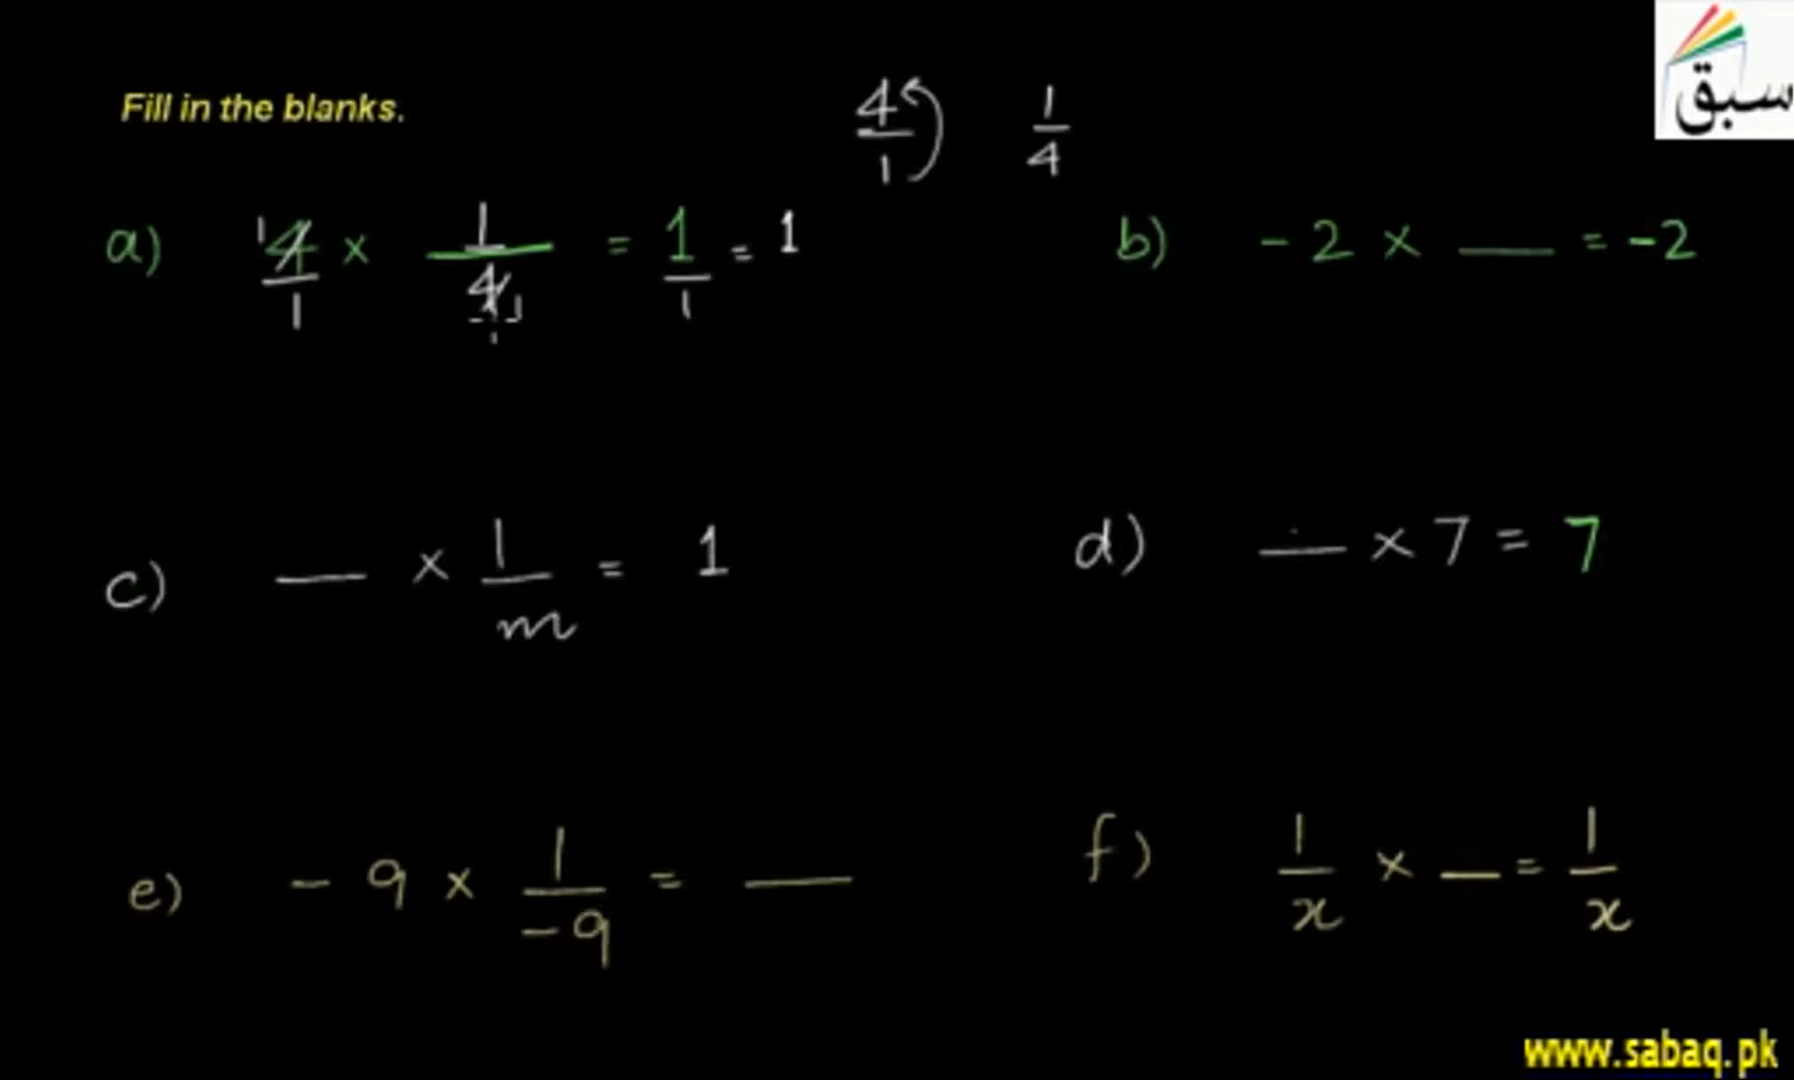 سبق
Fill in the blanks.
4/1 1/4
a) 4/1 × 1/4 = 1/1 = 1
b) -2 × ___ = -2
c) ___ × 1/m = 1
d) ___ × 7 = 7
e) -9 × 1/-9 = ___
f) 1/x × ___ = 1/x
www.sabaq.pk